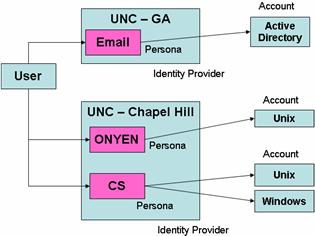 UNC – GA
Account
Email
Active
Directory
Persona
User
Identity Provider
UNC – Chapel Hill
Account
ONYEN
Unix
Persona
Account
CS
Unix
Persona
Windows
Identity Provider